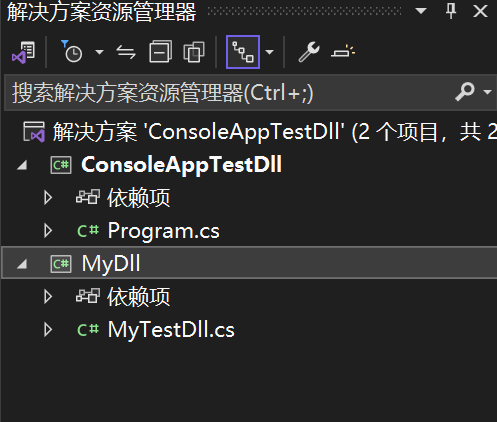 解决方案资源管理器
搜索解决方案资源管理器(Ctrl+;)
解决方案 'ConsoleAppTestDll' (2 个项目，共 2
C# ConsoleAppTestDll
依赖项
C# Program.cs
C# MyDll
依赖项
C# MyTestDll.cs